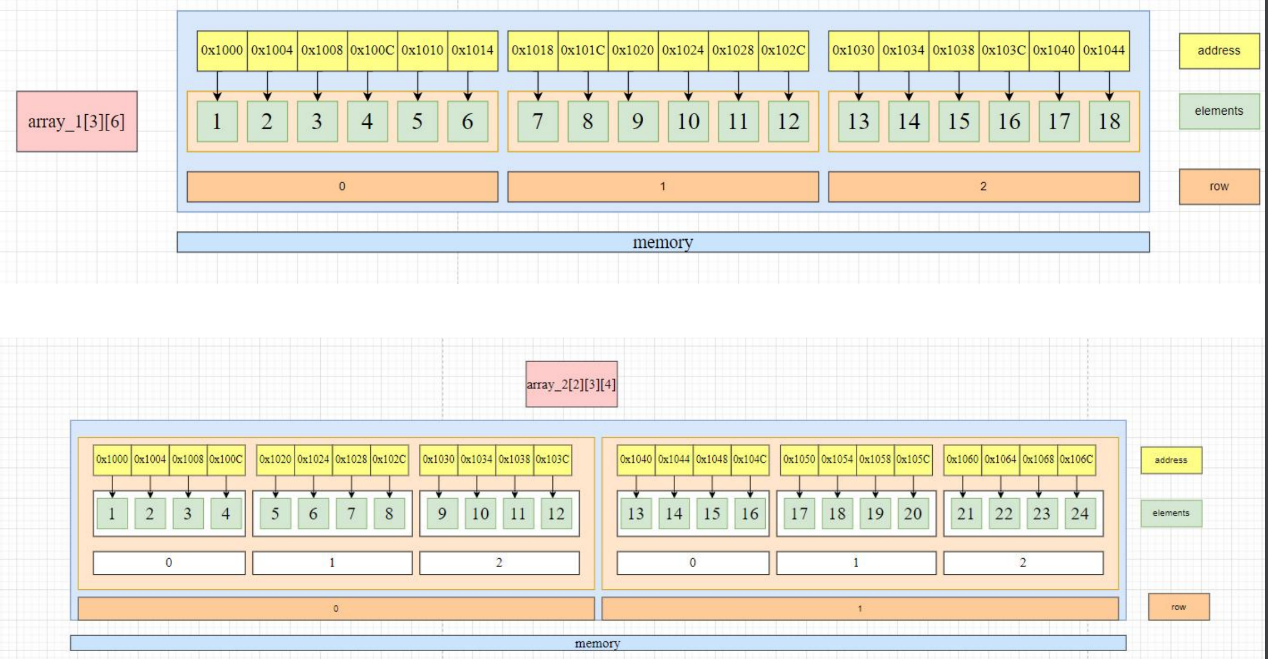 0x1000 0x1004 0x1008 0x100C 0x1010 0x1014 0x1018 0x101C 0x1020 0x1024 0x1028 0x102C 0x1030 0x1034 0x1038 0x103C 0x1040 0x1044 address
array_1[3][6] 1 2 3 4 5 6 7 8 9 10 11 12 13 14 15 16 17 18 elements
0 1 2 row
memory
array_2[2][3][4]
0x1000 0x1004 0x1008 0x100C 0x1020 0x1024 0x1028 0x102C 0x1030 0x1034 0x1038 0x103C 0x1040 0x1044 0x1048 0x104C 0x1050 0x1054 0x1058 0x105C 0x1060 0x1064 0x1068 0x106C address
1 2 3 4 5 6 7 8 9 10 11 12 13 14 15 16 17 18 19 20 21 22 23 24 elements
0 1 2 0 1 2
0 1 row
memory